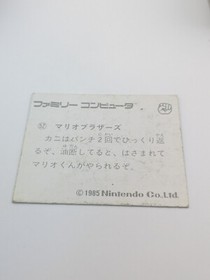 ファミリー コンピュータ
マリオブラザーズ
カニはパンチ2回でひっくり返
るぞ。油断してると、はさまれて
マリオくんがやられるぞ。
©1985 Nintendo Co., Ltd.